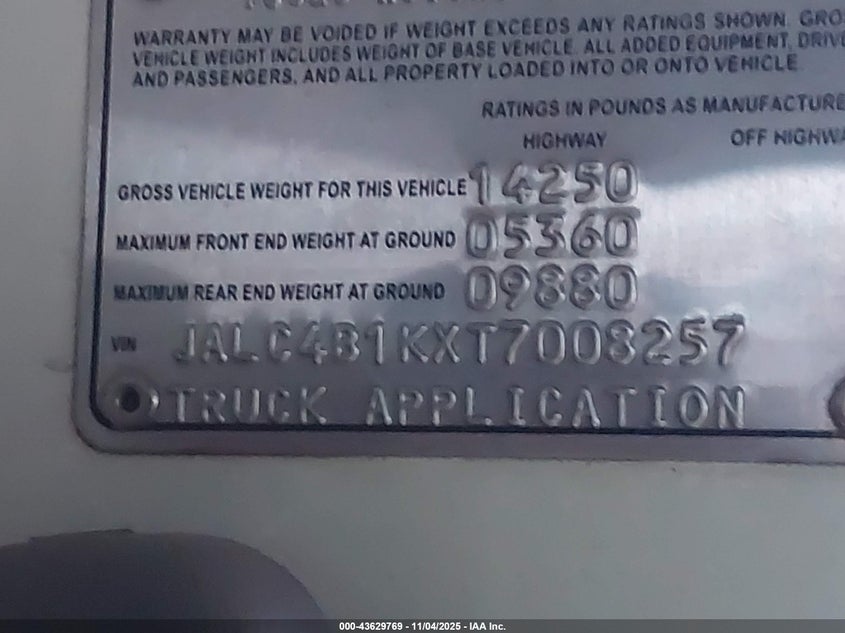 WARRANTY MAY BE VOIDED IF WEIGHT EXCEEDS ANY RATINGS SHOWN. GRO
VEHICLE WEIGHT INCLUDES WEIGHT OF BASE VEHICLE, ALL ADDED EQUIPMENT, DRIVE
AND PASSENGERS, AND ALL PROPERTY LOADED INTO OR ONTO VEHICLE
RATINGS IN POUNDS AS MANUFACTURE
HIGHWAY OFF HIGHWA
GROSS VEHICLE WEIGHT FOR THIS VEHICLE 14250
MAXIMUM FRONT END WEIGHT AT GROUND 05360
MAXIMUM REAR END WEIGHT AT GROUND 09880
VIN JALC4B1KXT7008257
TRUCK APPLICATION
000-43629769 - 11/04/2025 - IAA Inc.